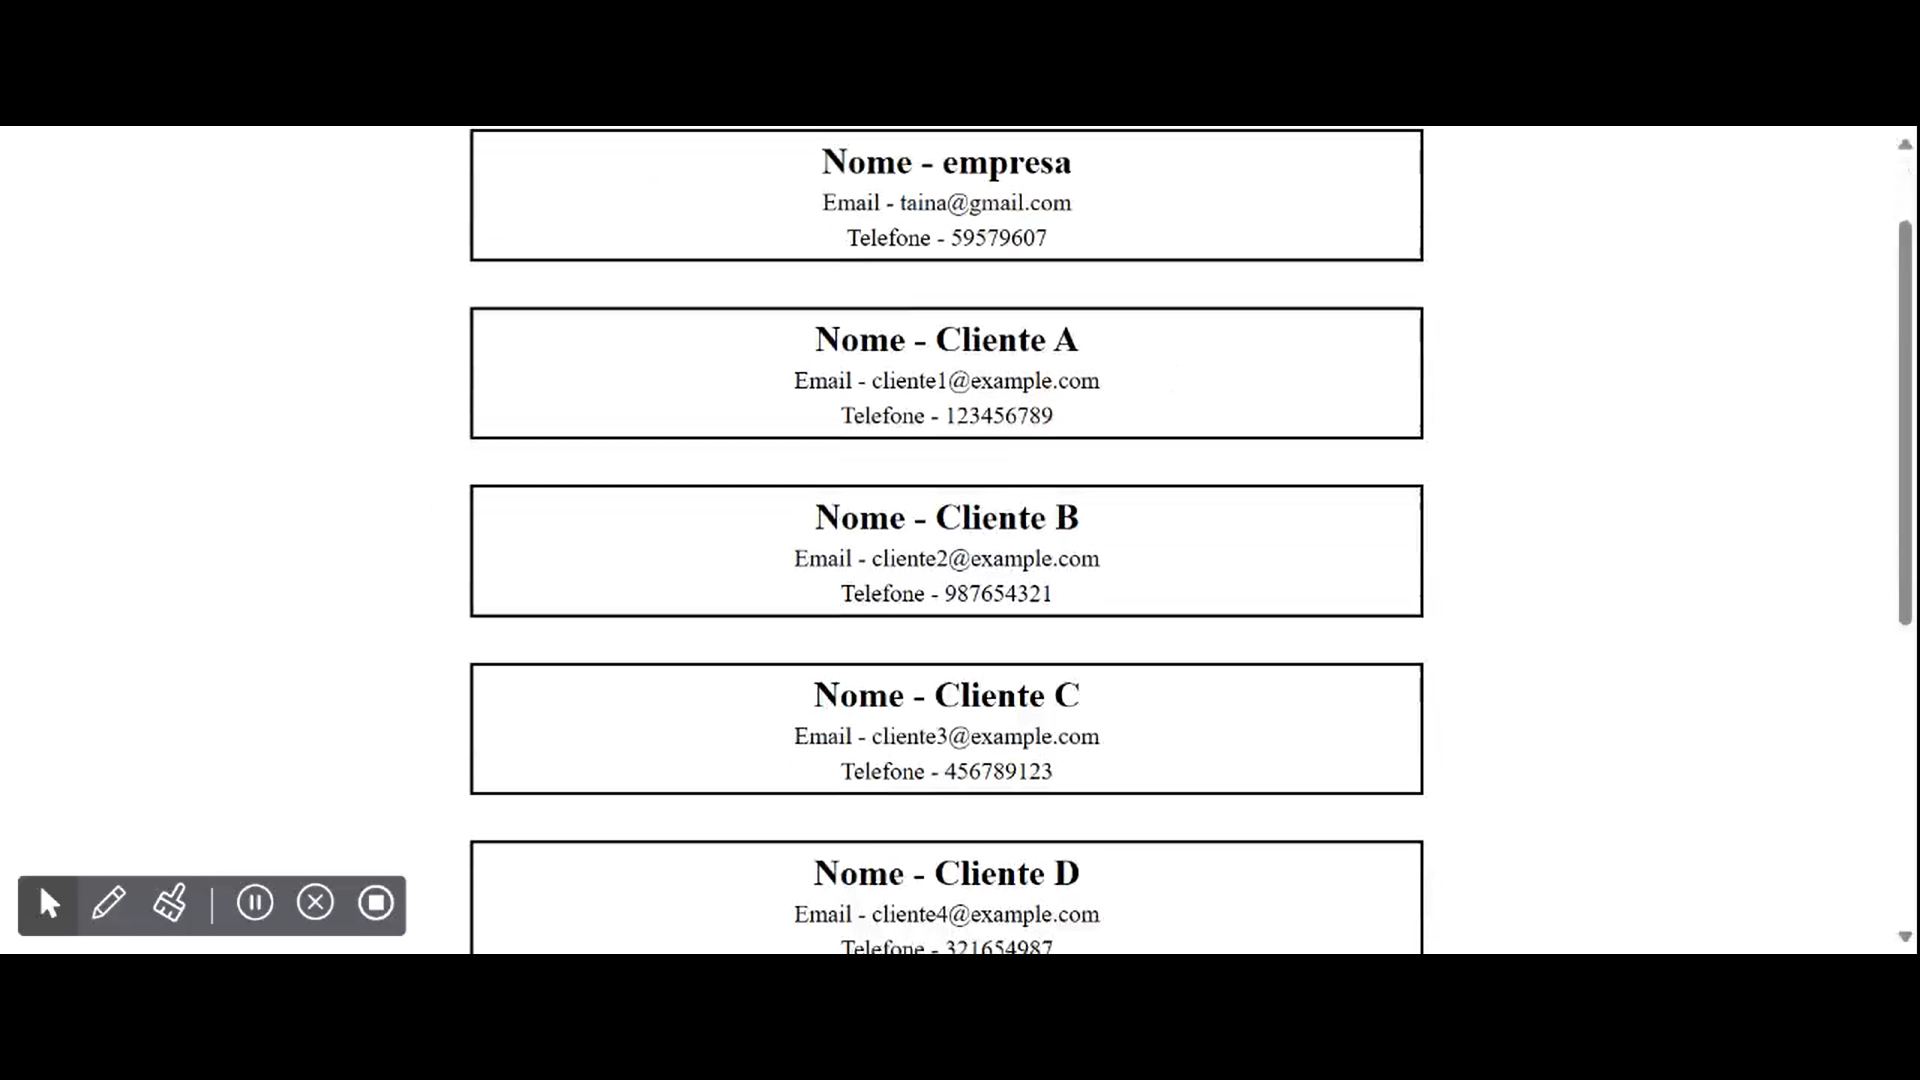 Nome - empresa
Email - taina@gmail.com
Telefone - 59579607
Nome - Cliente A
Email - cliente1@example.com
Telefone - 123456789
Nome - Cliente B
Email - cliente2@example.com
Telefone - 987654321
Nome - Cliente C
Email - cliente3@example.com
Telefone - 456789123
Nome - Cliente D
Email - cliente4@example.com
Telefone - 321654987